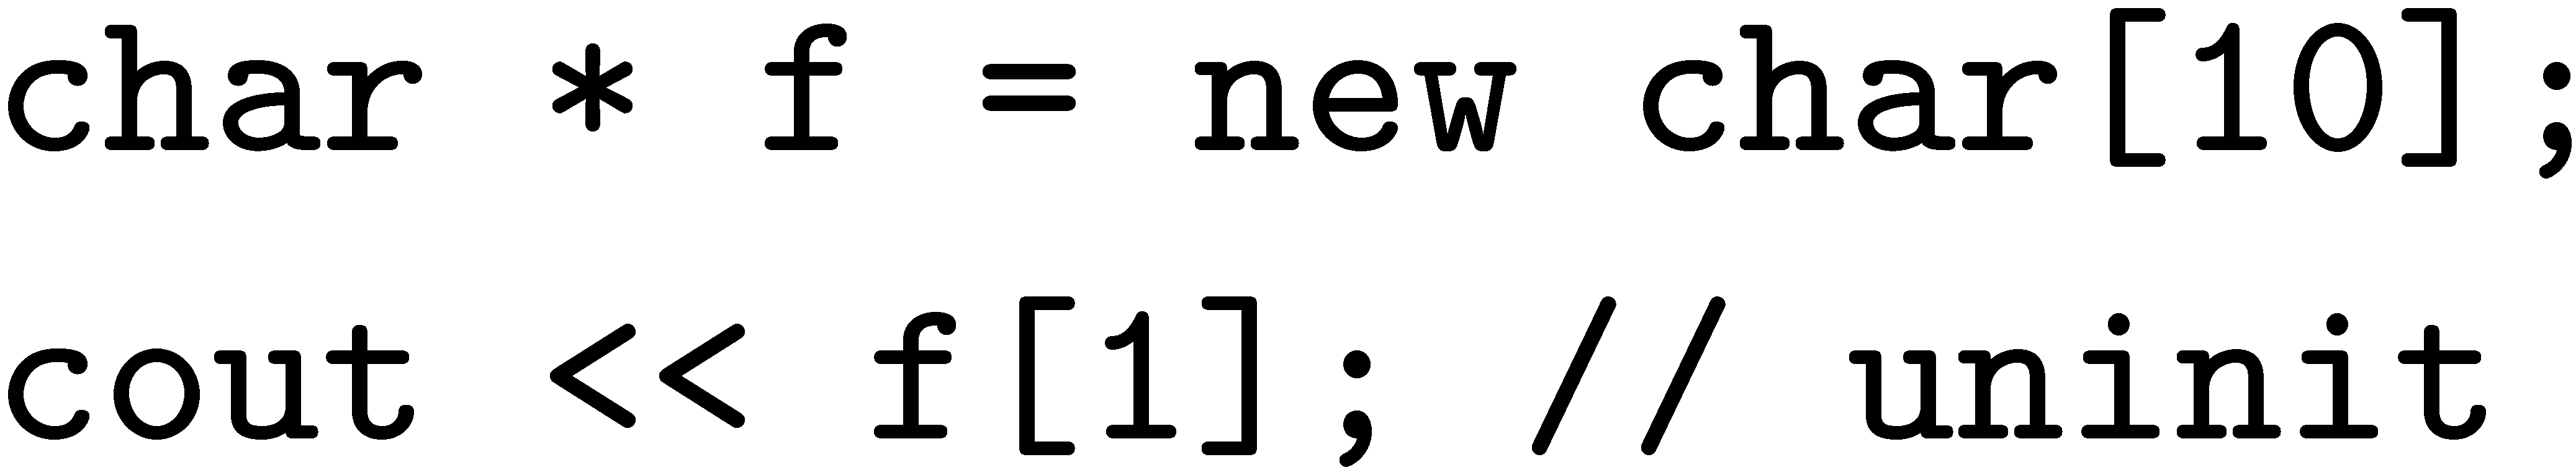 char * f = new char[10];
cout << f[1]; // uninit